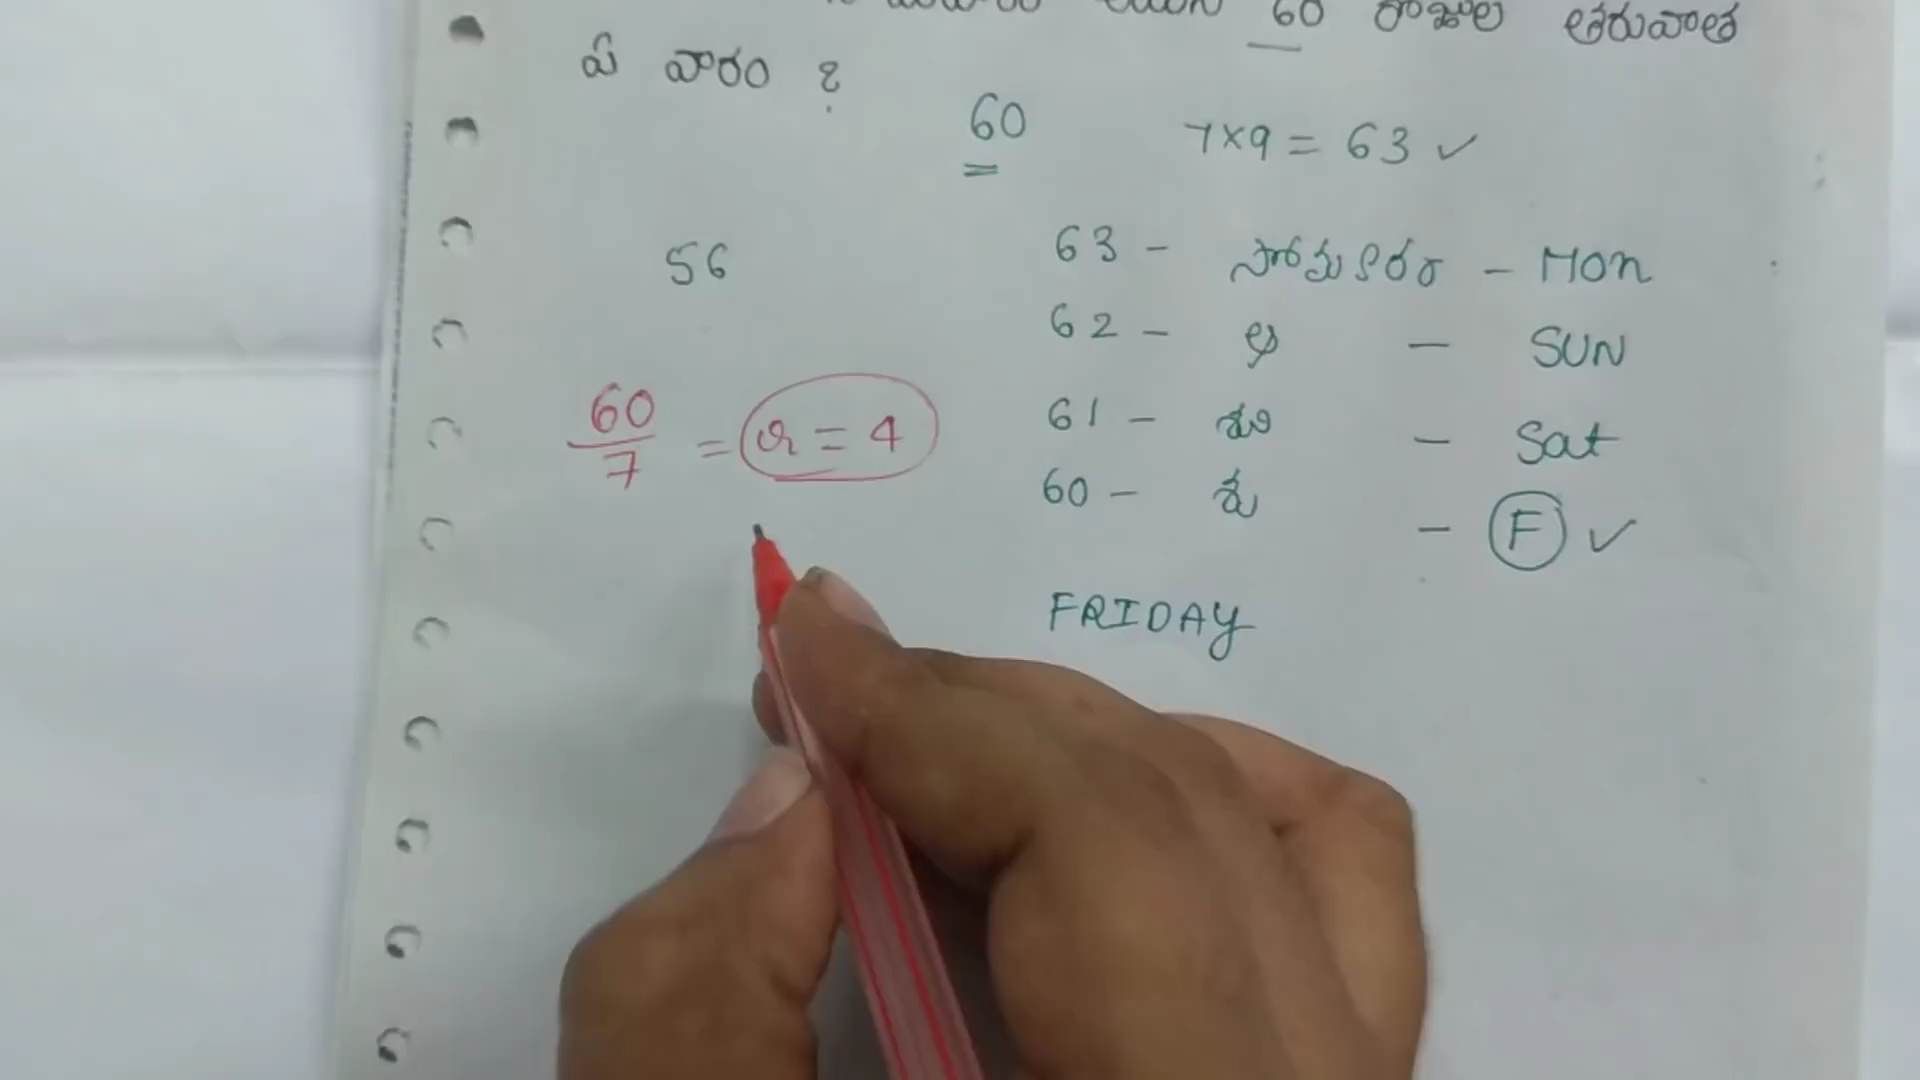 60 రోజుల తరువాత
ఏ వారం ?
60
7×9 = 63 ✓
56
63 - సోమవారం - Mon
62 - ఆ - SUN
61 - శని - Sat
60 - శు - F ✓
60/7 = r = 4
FRIDAY